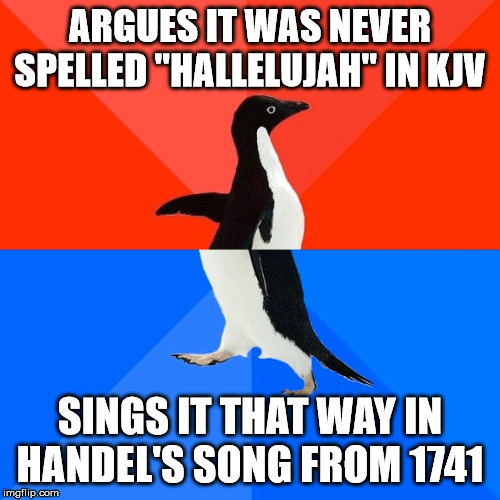 ARGUES IT WAS NEVER
SPELLED "HALLELUJAH" IN KJV
SINGS IT THAT WAY IN
HANDEL'S SONG FROM 1741
imgflip.com